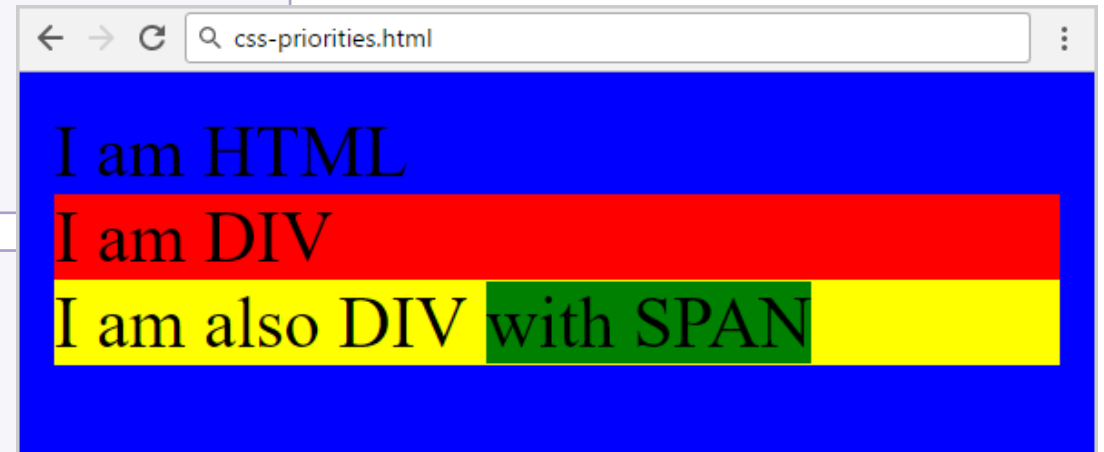 css-priorities.html
I am HTML
I am DIV
I am also DIV with SPAN